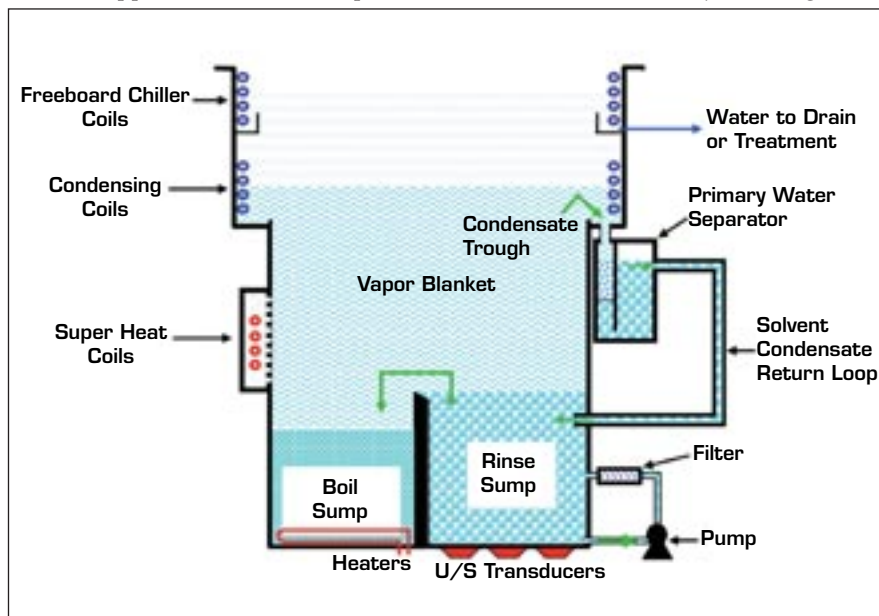 Freeboard Chiller
Coils
Water to Drain
or Treatment
Condensing
Coils
Primary Water
Separator
Condensate
Trough
Vapor Blanket
Super Heat
Coils
Solvent
Condensate
Return Loop
Filter
Rinse
Sump
Boil
Sump
Pump
Heaters
U/S Transducers